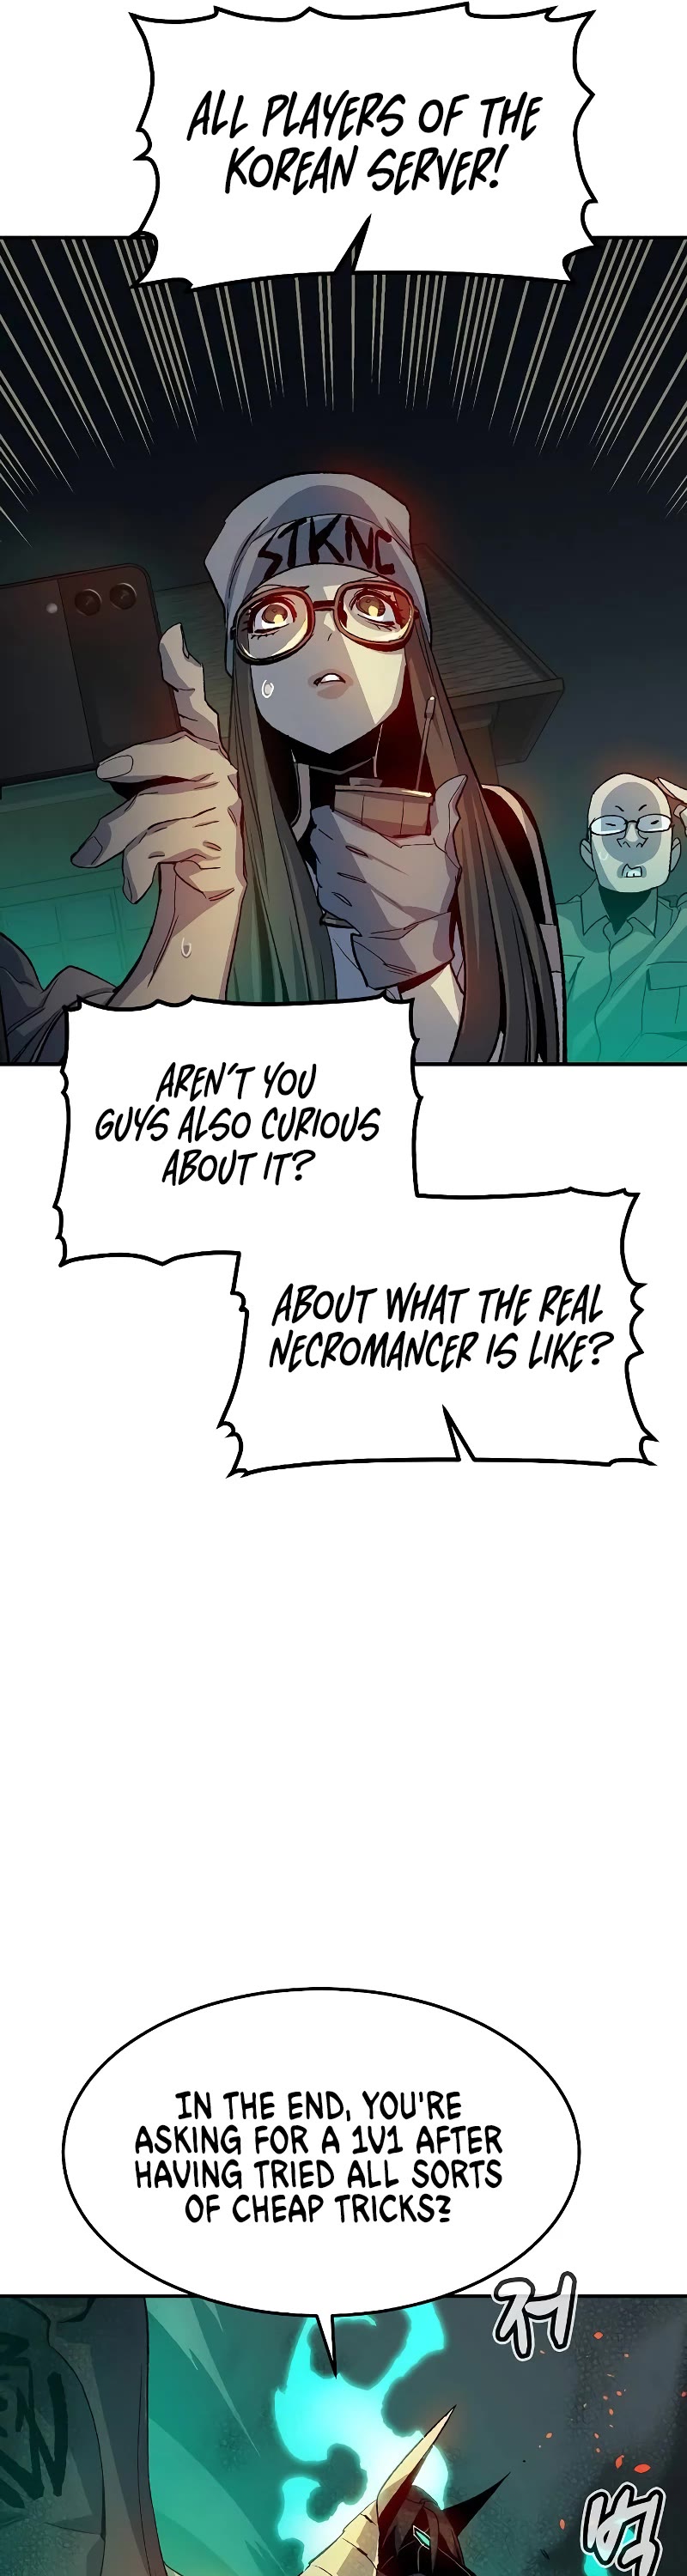 ALL PLAYERS OF THE
KOREAN SERVER!
STKNC
AREN'T YOU
GUYS ALSO CURIOUS
ABOUT IT?
ABOUT WHAT THE REAL
NECROMANCER IS LIKE?
IN THE END, YOU'RE
ASKING FOR A 1V1 AFTER
HAVING TRIED ALL SORTS
OF CHEAP TRICKS?
저
벅